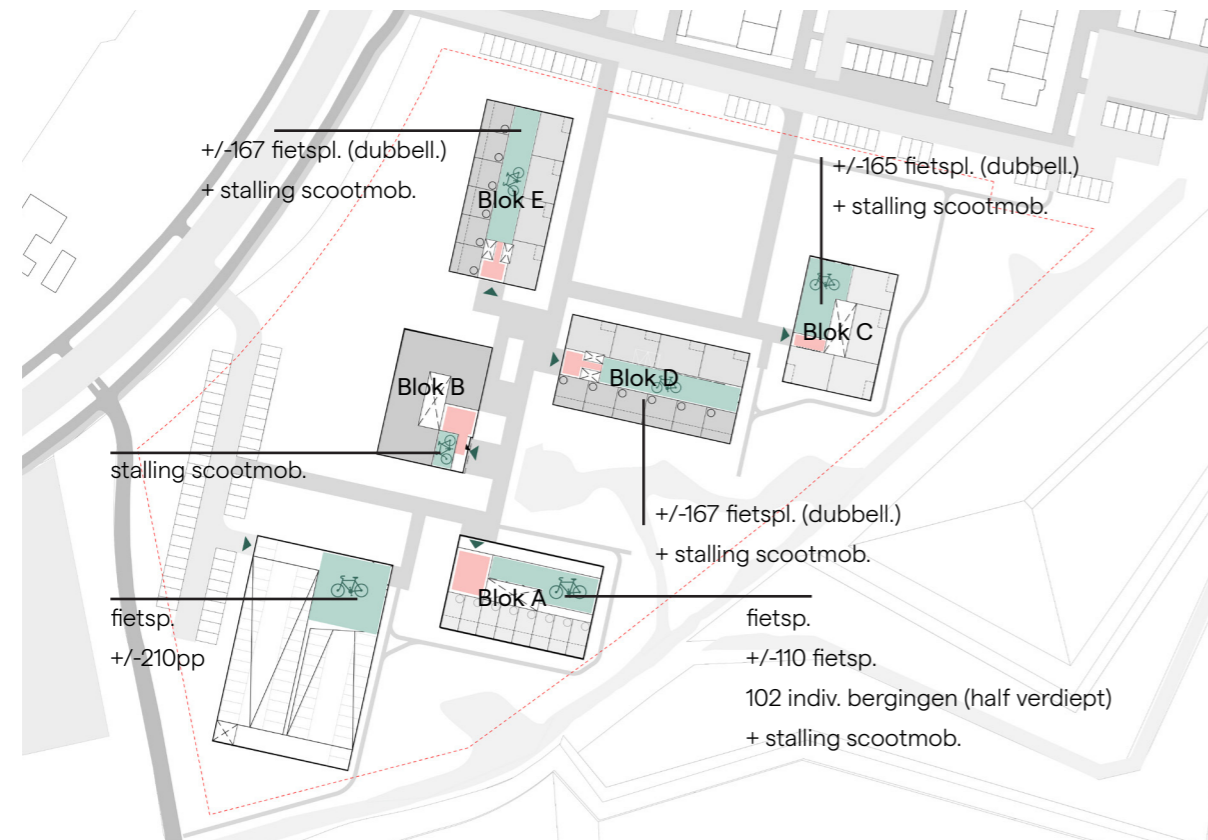 +/-167 fietspl. (dubbell.)
+ stalling scootmob.
Blok E
+/-165 fietspl. (dubbell.)
+ stalling scootmob.
Blok C
Blok B
Blok D
stalling scootmob.
+/-167 fietspl. (dubbell.)
+ stalling scootmob.
Blok A
fietsp.
+/-210pp
fietsp.
+/-110 fietsp.
102 indiv. bergingen (half verdiept)
+ stalling scootmob.